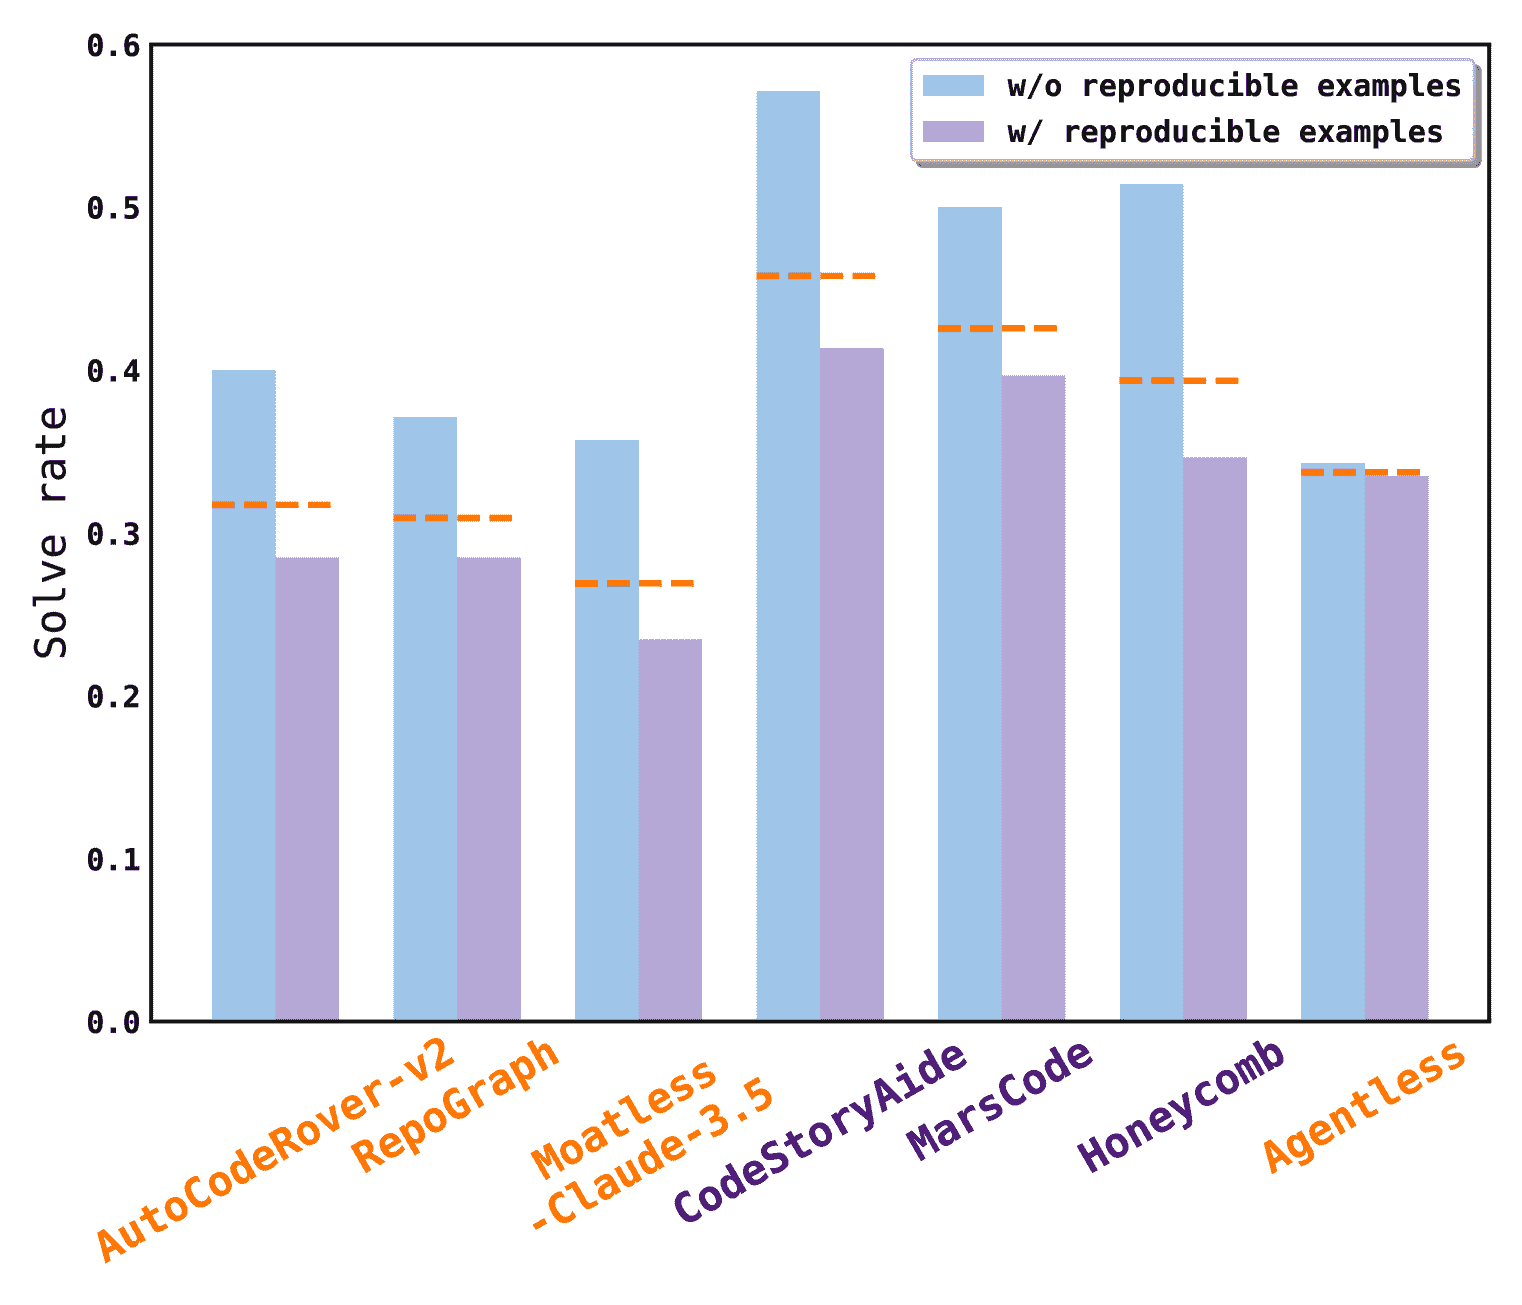 0.6
0.5
0.4
0.3
0.2
0.1
0.0
Solve rate
w/o reproducible examples
w/ reproducible examples
AutoCodeRover-v2
RepoGraph
Moatless
-Claude-3.5
CodeStoryAide
MarsCode
Honeycomb
Agentless